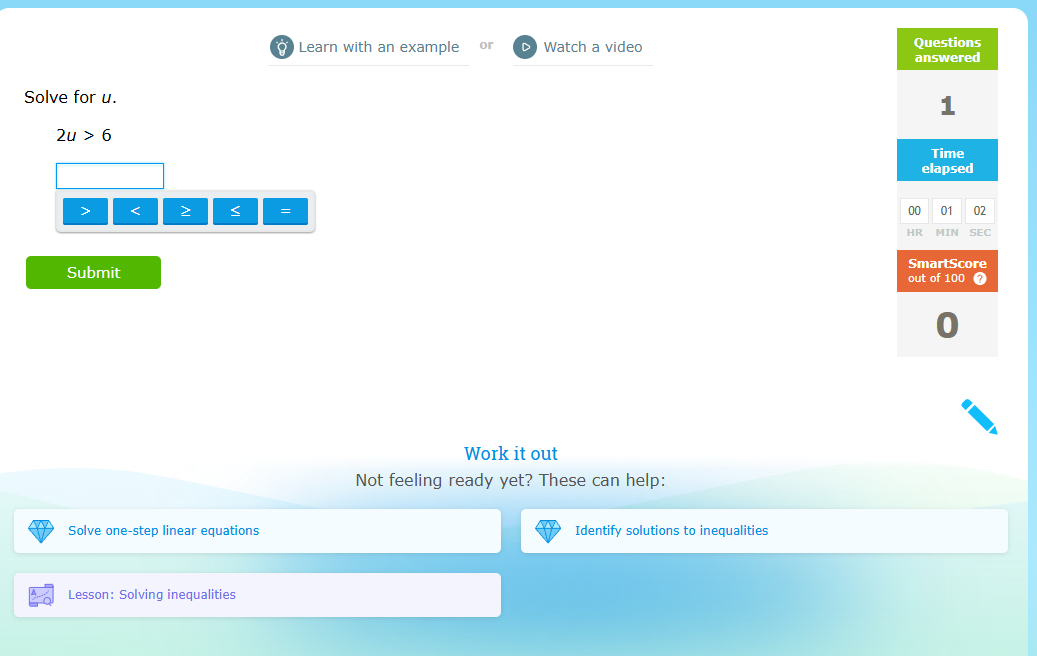 Learn with an example or Watch a video
Solve for u.
2u > 6
> < ≥ ≤ =
Submit
Questions
answered
1
Time
elapsed
00 01 02
HR MIN SEC
SmartScore
out of 100 ?
0
Work it out
Not feeling ready yet? These can help:
Solve one-step linear equations
Identify solutions to inequalities
Lesson: Solving inequalities